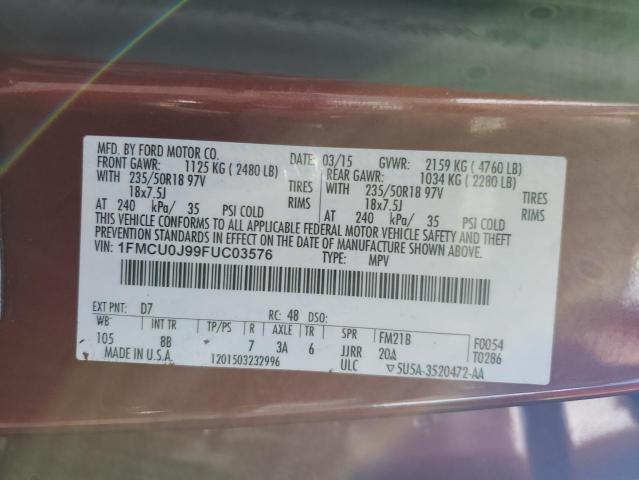 MFD. BY FORD MOTOR CO. DATE: 03/15 GVWR: 2159 KG ( 4760 LB)
FRONT GAWR: 1125 KG ( 2480 LB) REAR GAWR: 1034 KG ( 2280 LB)
WITH 235/50R18 97V TIRES WITH 235/50R18 97V TIRES
18x7.5J RIMS 18x7.5J RIMS
AT 240 kPa/ 35 PSI COLD AT 240 kPa/ 35 PSI COLD
THIS VEHICLE CONFORMS TO ALL APPLICABLE FEDERAL MOTOR VEHICLE SAFETY AND THEFT
PREVENTION STANDARDS IN EFFECT ON THE DATE OF MANUFACTURE SHOWN ABOVE.
VIN: 1FMCU0J99FUC03576 TYPE: MPV
EXT PNT: D7 RC: 48 DSO:
WB INT TR TP/PS R AXLE TR SPR FM21B F0054
105 8B 7 3A 6 JJRR 20A T0286
MADE IN U.S.A. 1201503232996 ULC ▽5U5A-3520472-AA